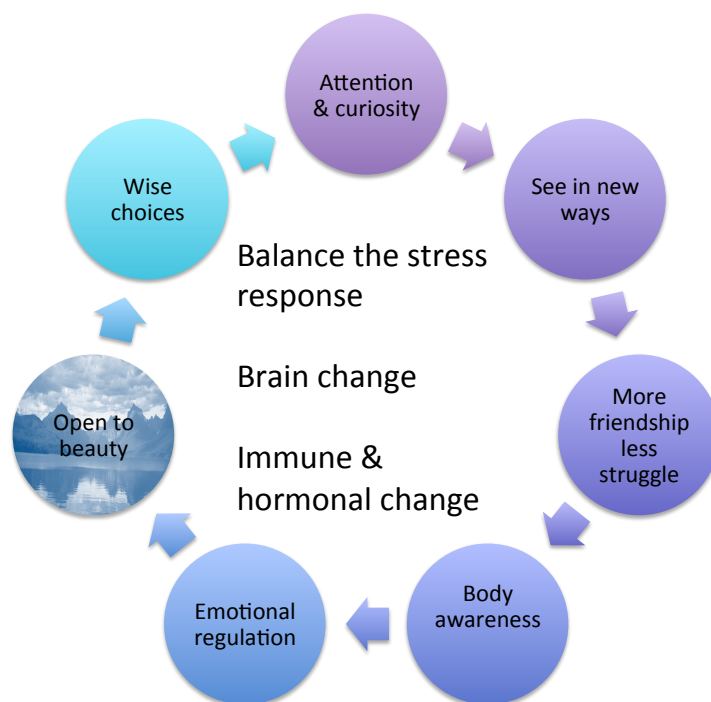 Attention
& curiosity
See in new
ways
More
friendship
less
struggle
Body
awareness
Emotional
regulation
Open to
beauty
Wise
choices
Balance the stress
response
Brain change
Immune &
hormonal change